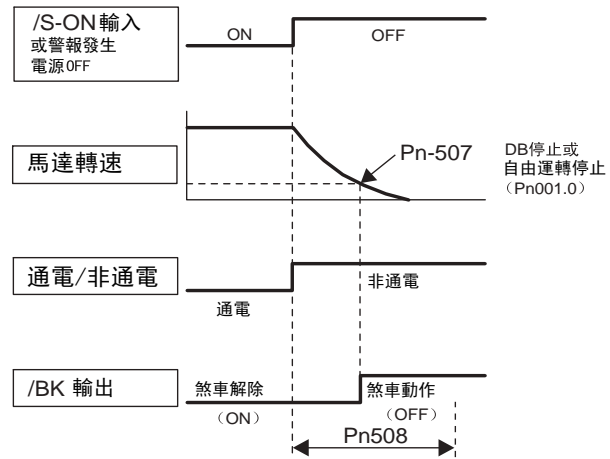 /S-ON輸入
或警報發生
電源OFF
ON
OFF
馬達轉速
Pn-507
DB停止或
自由運轉停止
（Pn001.0）
通電/非通電
通電
非通電
/BK 輸出
煞車解除
（ON）
煞車動作
（OFF）
Pn508